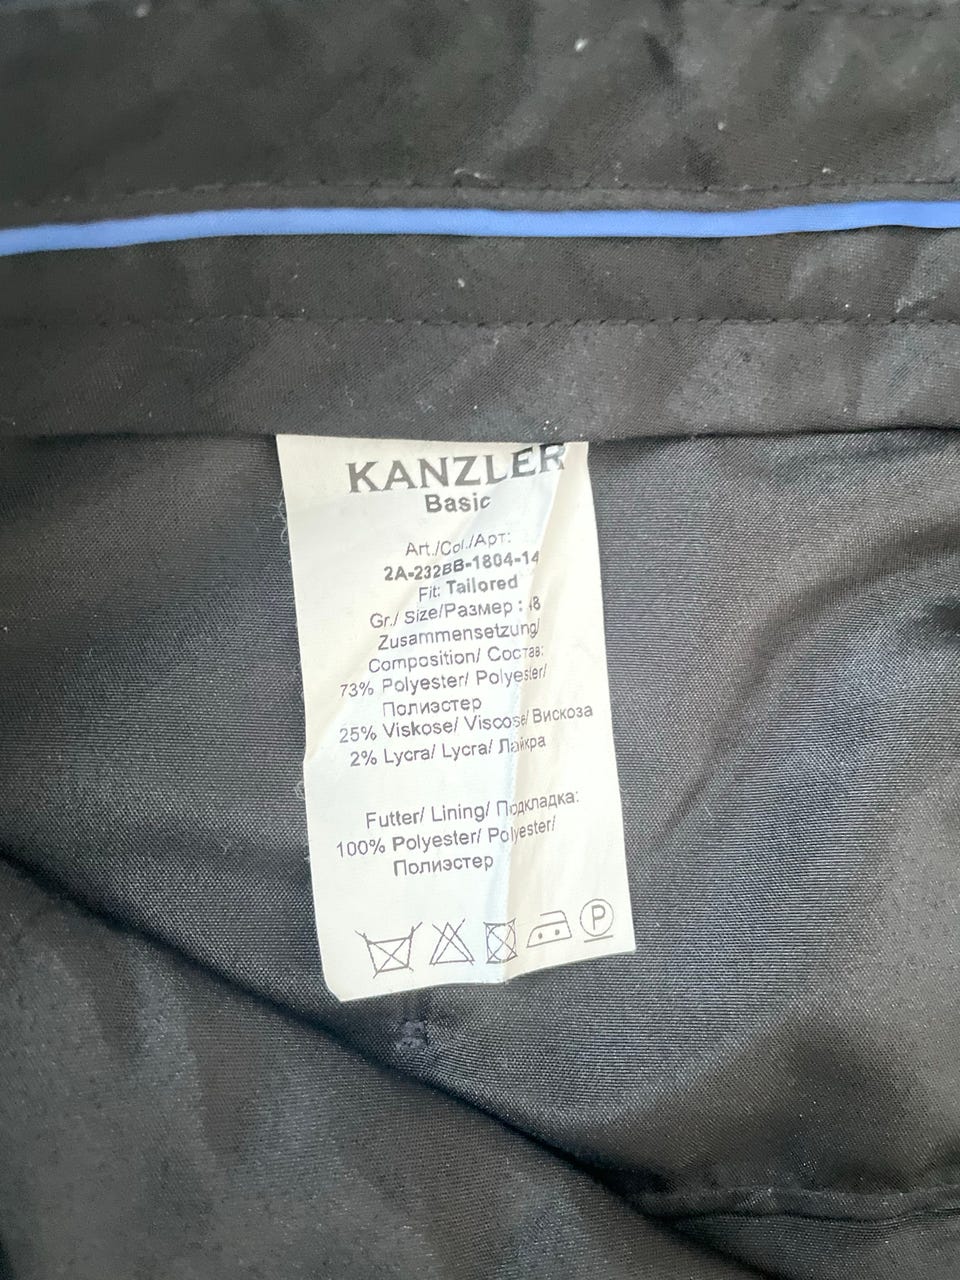 KANZLER
Basic
Art./Col./Арт:
2A-232BB-1804-14
Fit: Tailored
Gr./ Size/Размер :
Zusammensetzung/
Composition/ Состав:
73% Polyester/ Polyester/
Полиэстер
25% Viskose/ Viscose/ Вискоза
2% Lycra/ Lycra/ Лайкра
Futter/ Lining/ Подкладка:
100% Polyester/ Polyester/
Полиэстер
P